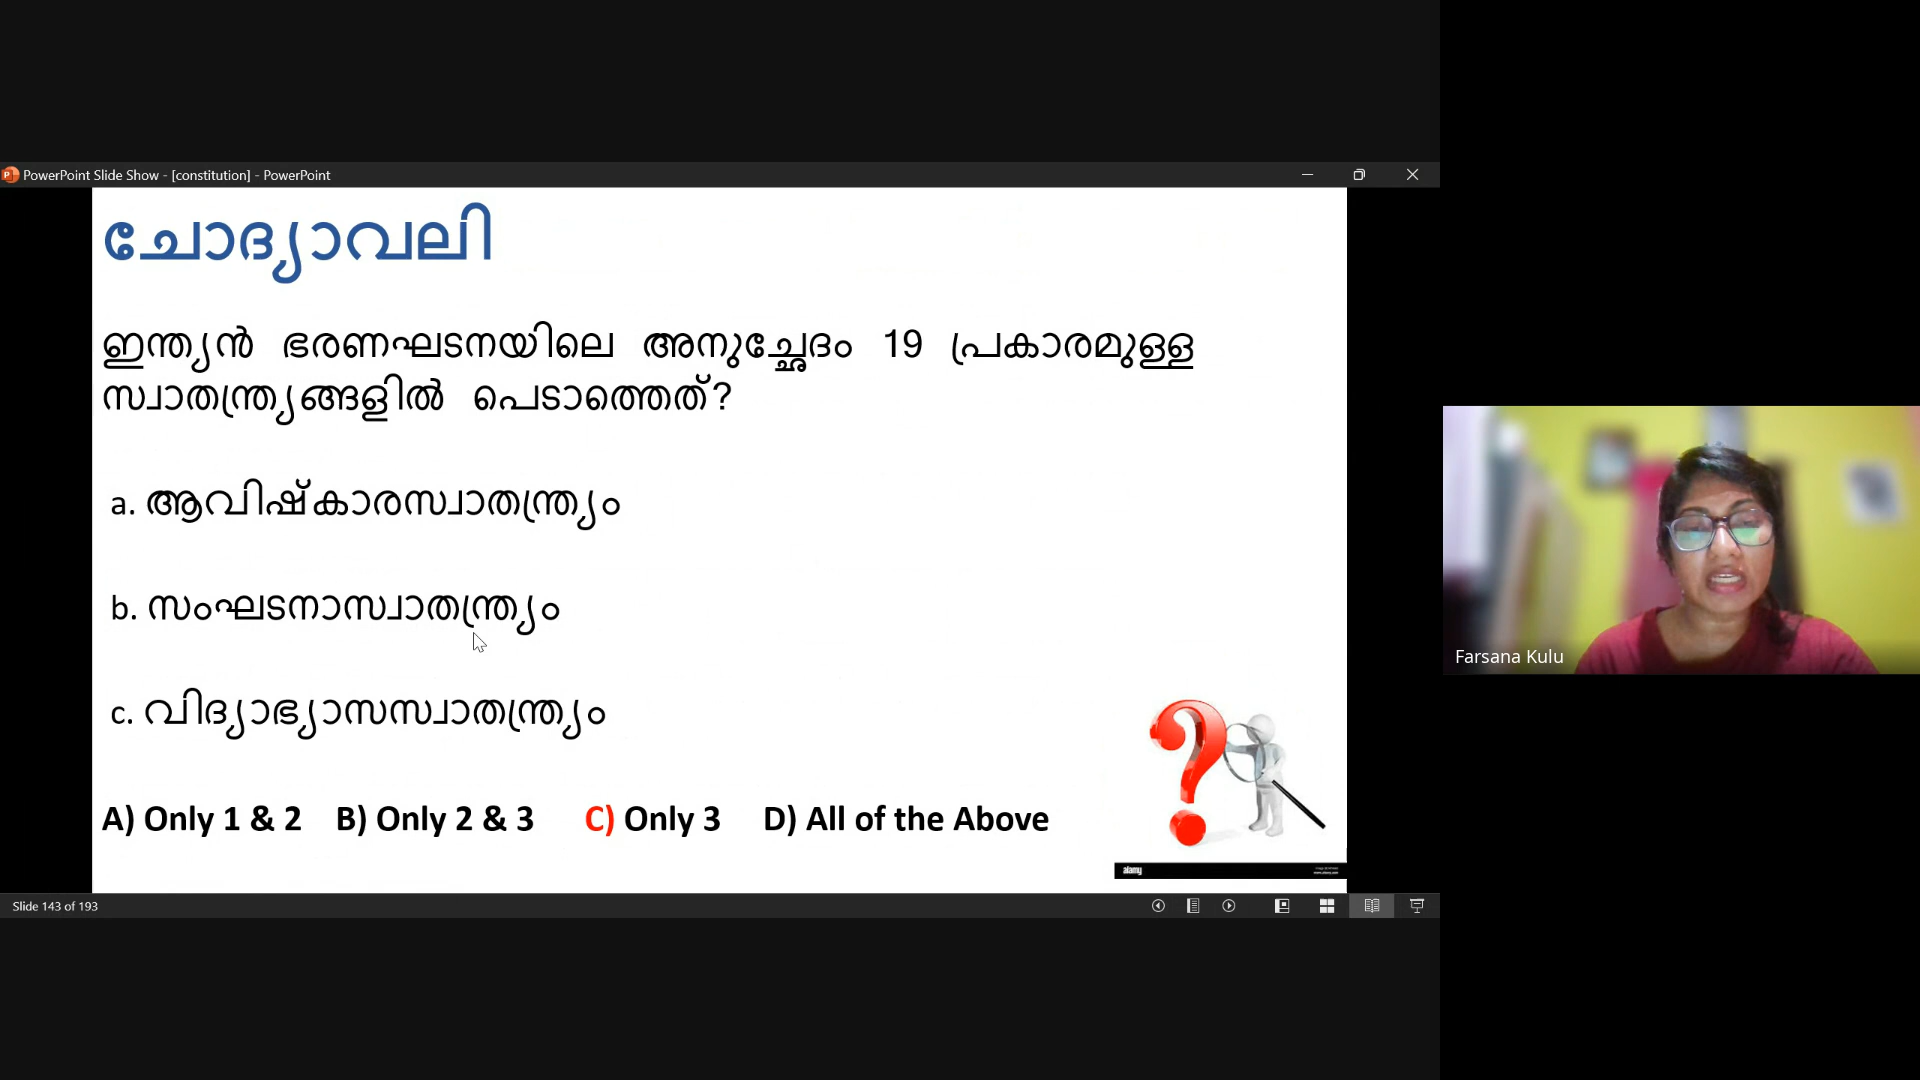 PowerPoint Slide Show - [constitution] - PowerPoint
ചോദ്യാവലി
ഇന്ത്യൻ ഭരണഘടനയിലെ അനുച്ഛേദം 19 പ്രകാരമുള്ള
സ്വാതന്ത്ര്യങ്ങളിൽ പെടാത്തെത്?
a. ആവിഷ്കാരസ്വാതന്ത്ര്യം
b. സംഘടനാസ്വാതന്ത്ര്യം
c. വിദ്യാഭ്യാസസ്വാതന്ത്ര്യം
A) Only 1 & 2 B) Only 2 & 3 C) Only 3 D) All of the Above
alamy
Slide 143 of 193
Farsana Kulu